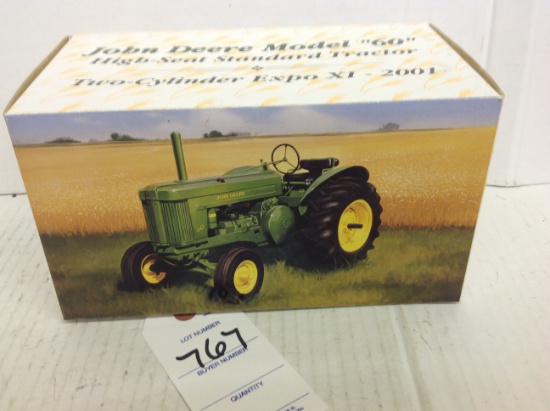 John Deere Model "60"
High-Seat Standard Tractor
Two-Cylinder Expo XI - 2001
JOHN DEERE
LOT NUMBER
767
BUYER NUMBER
QUANTITY